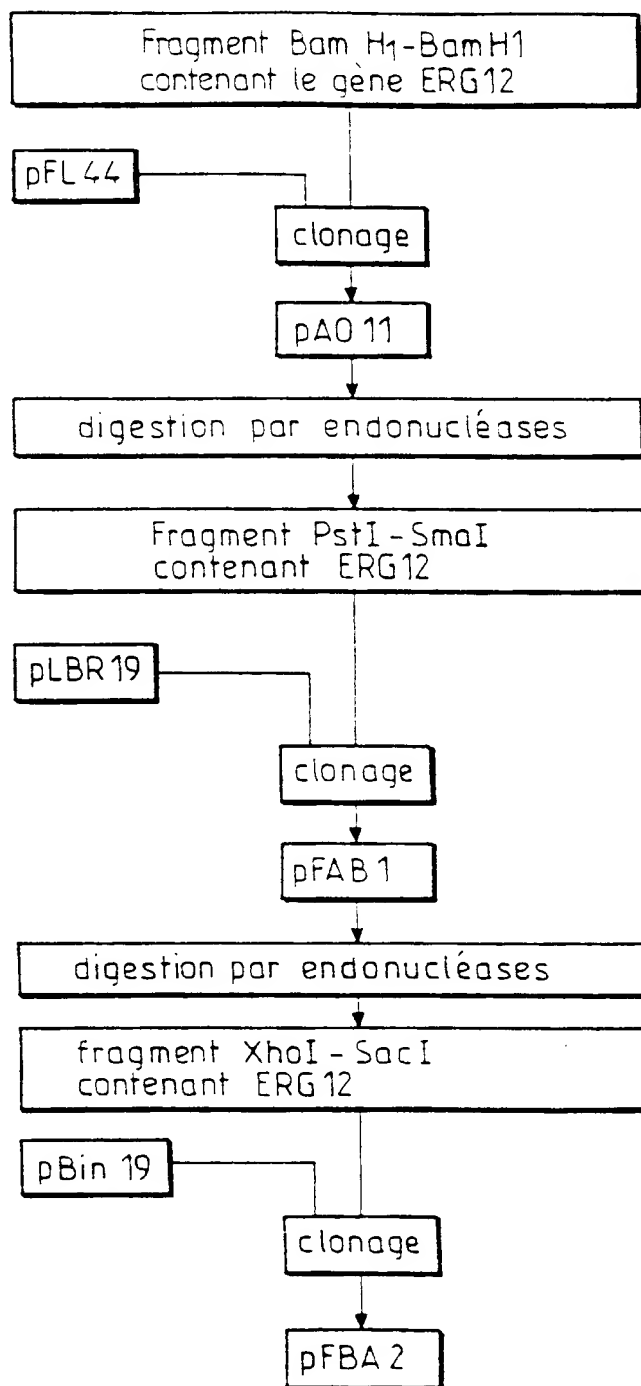 Fragment Bam H1-BamH1
contenant le gène ERG12
pFL 44
clonage
pAO 11
digestion par endonucléases
Fragment PstI-SmaI
contenant ERG12
pLBR 19
clonage
pFAB 1
digestion par endonucléases
fragment XhoI-SacI
contenant ERG12
pBin 19
clonage
pFBA 2